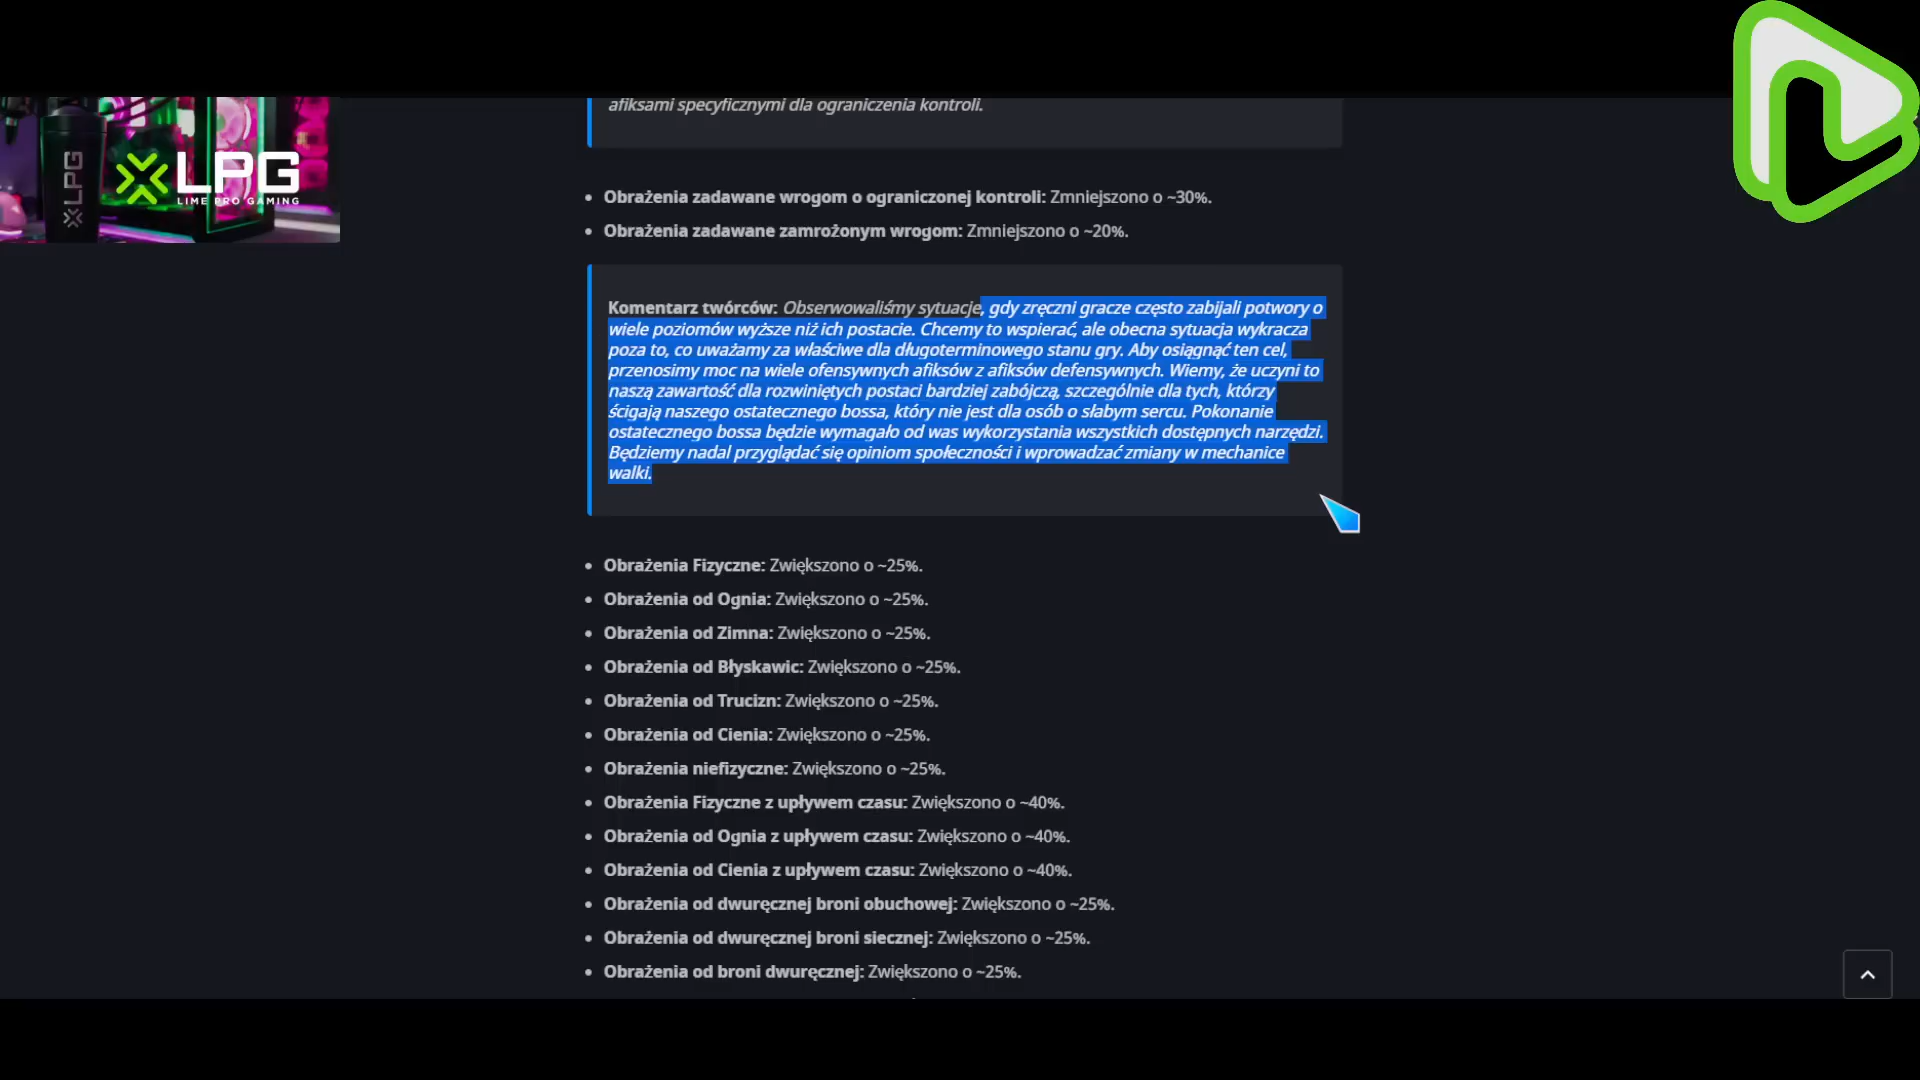 afiksami specyficznymi dla ograniczenia kontroli.
LPG
LPG
LIME PRO GAMING
• Obrażenia zadawane wrogom o ograniczonej kontroli: Zmniejszono o ~30%.
• Obrażenia zadawane zamrożonym wrogom: Zmniejszono o ~20%.
Komentarz twórców: Obserwowaliśmy sytuacje, gdy zręczni gracze często zabijali potwory o
wiele poziomów wyższe niż ich postacie. Chcemy to wspierać, ale obecna sytuacja wykracza
poza to, co uważamy za właściwe dla długoterminowego stanu gry. Aby osiągnąć ten cel,
przenosimy moc na wiele ofensywnych afiksów z afiksów defensywnych. Wiemy, że uczyni to
naszą zawartość dla rozwiniętych postaci bardziej zabójczą, szczególnie dla tych, którzy
ścigają naszego ostatecznego bossa, który nie jest dla osób o słabym sercu. Pokonanie
ostatecznego bossa będzie wymagało od was wykorzystania wszystkich dostępnych narzędzi.
Będziemy nadal przyglądać się opiniom społeczności i wprowadzać zmiany w mechanice
walki.
• Obrażenia Fizyczne: Zwiększono o ~25%.
• Obrażenia od Ognia: Zwiększono o ~25%.
• Obrażenia od Zimna: Zwiększono o ~25%.
• Obrażenia od Błyskawic: Zwiększono o ~25%.
• Obrażenia od Trucizn: Zwiększono o ~25%.
• Obrażenia od Cienia: Zwiększono o ~25%.
• Obrażenia niefizyczne: Zwiększono o ~25%.
• Obrażenia Fizyczne z upływem czasu: Zwiększono o ~40%.
• Obrażenia od Ognia z upływem czasu: Zwiększono o ~40%.
• Obrażenia od Cienia z upływem czasu: Zwiększono o ~40%.
• Obrażenia od dwuręcznej broni obuchowej: Zwiększono o ~25%.
• Obrażenia od dwuręcznej broni siecznej: Zwiększono o ~25%.
• Obrażenia od broni dwuręcznej: Zwiększono o ~25%.